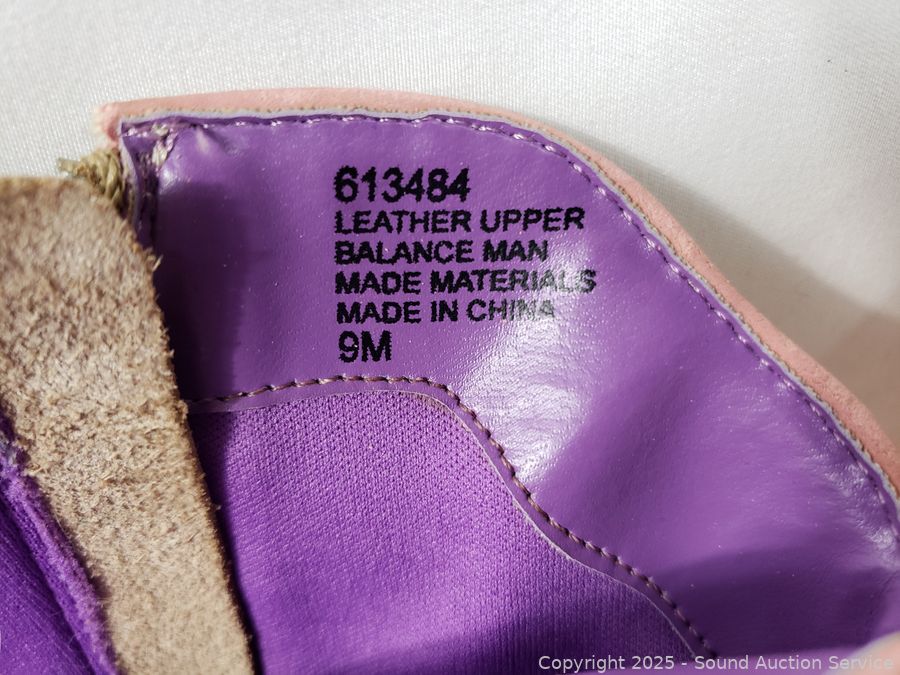 613484
LEATHER UPPER
BALANCE MAN
MADE MATERIALS
MADE IN CHINA
9M
Copyright 2025 - Sound Auction Service